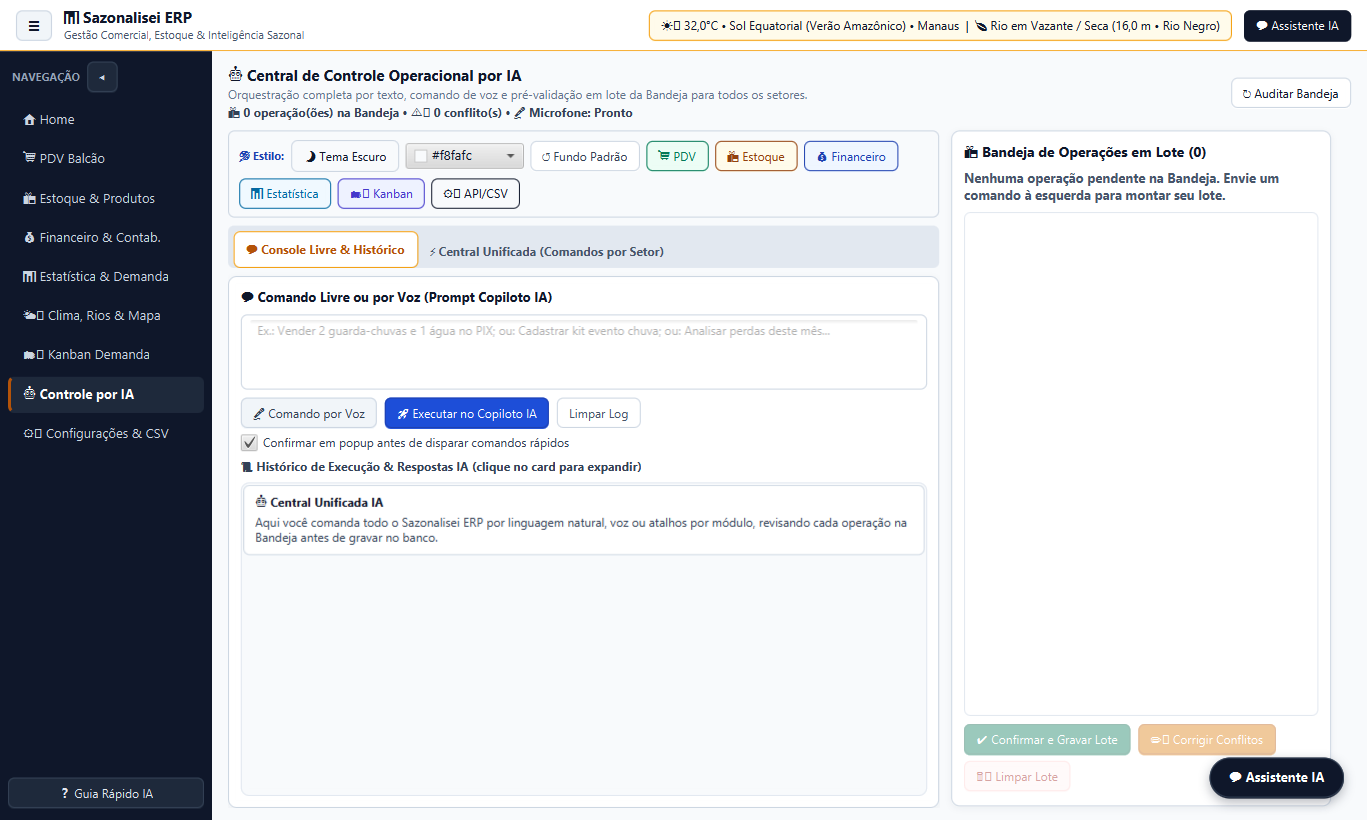 Sazonalisei ERP
Gestão Comercial, Estoque & Inteligência Sazonal
32,0°C • Sol Equatorial (Verão Amazônico) • Manaus | Rio em Vazante / Seca (16,0 m • Rio Negro)
Assistente IA
NAVEGAÇÃO
Home
PDV Balcão
Estoque & Produtos
Financeiro & Contab.
Estatística & Demanda
Clima, Rios & Mapa
Kanban Demanda
Controle por IA
Configurações & CSV
? Guia Rápido IA
Central de Controle Operacional por IA
Orquestração completa por texto, comando de voz e pré-validação em lote da Bandeja para todos os setores.
0 operação(ões) na Bandeja • ⚠ 0 conflito(s) • Microfone: Pronto
Auditar Bandeja
Estilo:
Tema Escuro
#f8fafc
Fundo Padrão
PDV
Estoque
Financeiro
Estatística
Kanban
API/CSV
Console Livre & Histórico
Central Unificada (Comandos por Setor)
Comando Livre ou por Voz (Prompt Copiloto IA)
Ex.: Vender 2 guarda-chuvas e 1 água no PIX; ou: Cadastrar kit evento chuva; ou: Analisar perdas deste mês...
Comando por Voz
Executar no Copiloto IA
Limpar Log
Confirmar em popup antes de disparar comandos rápidos
Histórico de Execução & Respostas IA (clique no card para expandir)
Central Unificada IA
Aqui você comanda todo o Sazonalisei ERP por linguagem natural, voz ou atalhos por módulo, revisando cada operação na
Bandeja antes de gravar no banco.
Bandeja de Operações em Lote (0)
Nenhuma operação pendente na Bandeja. Envie um
comando à esquerda para montar seu lote.
✔ Confirmar e Gravar Lote
Corrigir Conflitos
Limpar Lote
Assistente IA